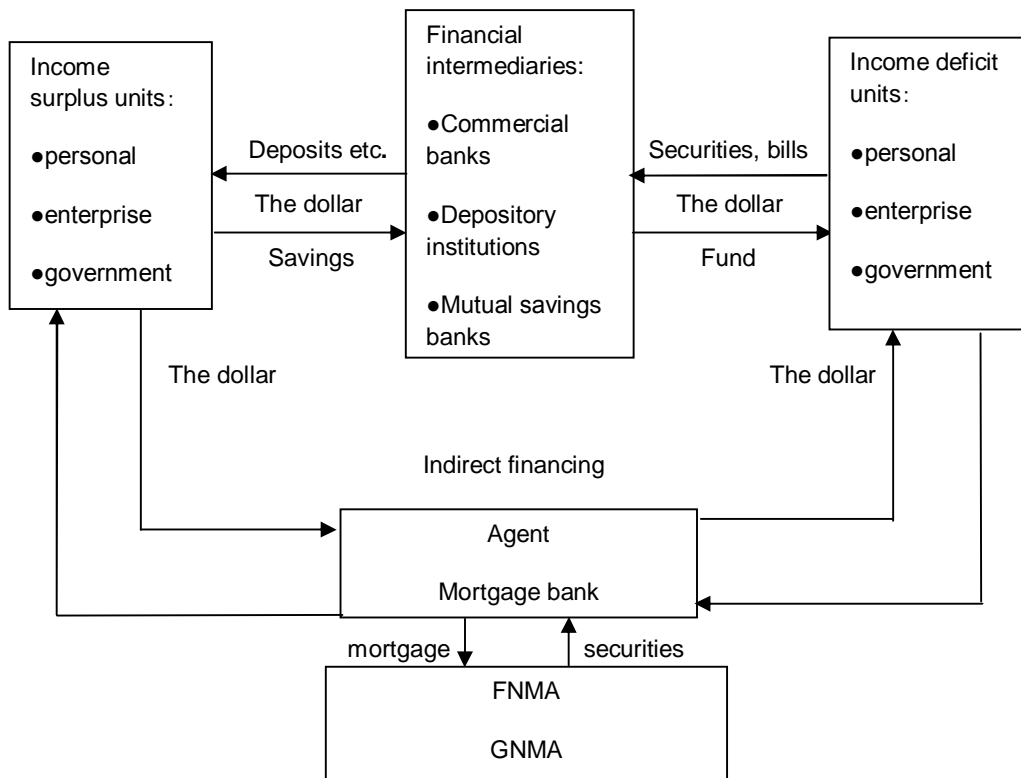 Income
surplus units：
●personal
●enterprise
●government
Deposits etc.
The dollar
Savings
Financial
intermediaries:
●Commercial
banks
●Depository
institutions
●Mutual savings
banks
Securities, bills
The dollar
Fund
Income deficit
units：
●personal
●enterprise
●government
The dollar
The dollar
Indirect financing
Agent
Mortgage bank
mortgage
securities
FNMA
GNMA